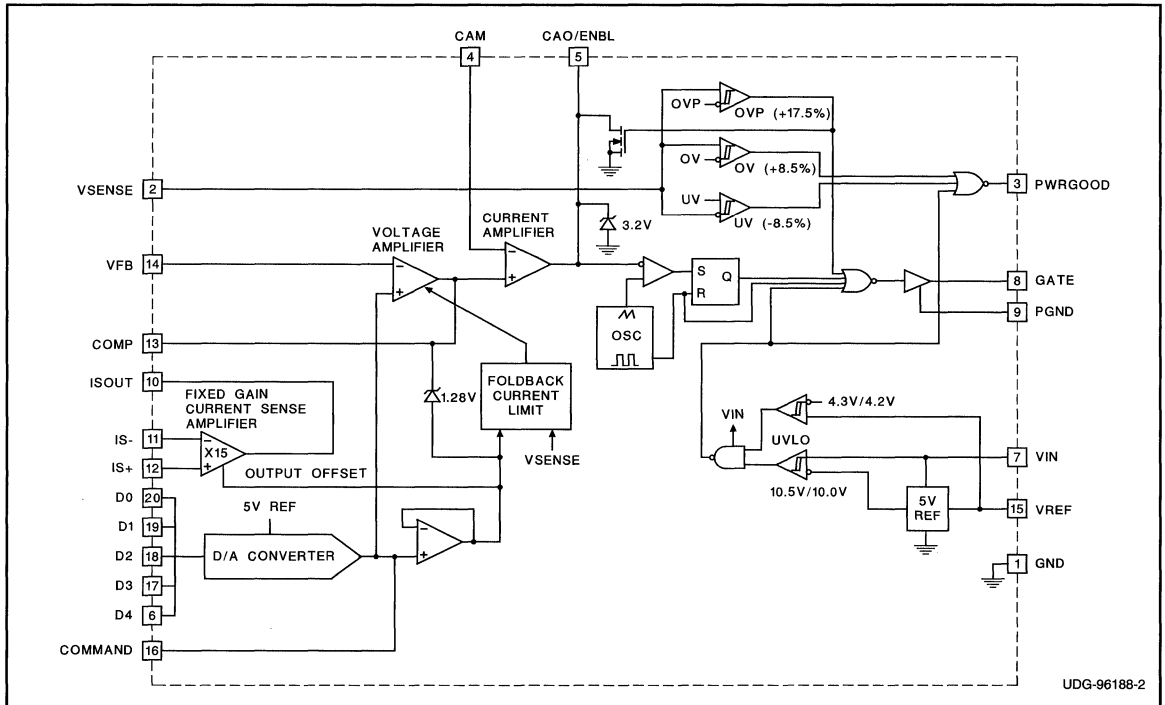 CAM
CAO/ENBL
4
5
OVP
OVP (+17.5%)
OV
OV (+8.5%)
UV
UV (-8.5%)
VSENSE
2
3
PWRGOOD
CURRENT
AMPLIFIER
VOLTAGE
AMPLIFIER
3.2V
VFB
14
−
+
−
+
S
Q
R
8
GATE
OSC
9
PGND
COMP
13
ISOUT
10
FIXED GAIN
CURRENT SENSE
AMPLIFIER
1.28V
FOLDBACK
CURRENT
LIMIT
4.3V/4.2V
VIN
IS-
11
−
X15
IS+
12
+
OUTPUT OFFSET
VSENSE
UVLO
7
VIN
10.5V/10.0V
D0
20
5V REF
5V
REF
15
VREF
D1
19
D2
18
D/A CONVERTER
−
+
D3
17
1
GND
D4
6
COMMAND
16
UDG-96188-2